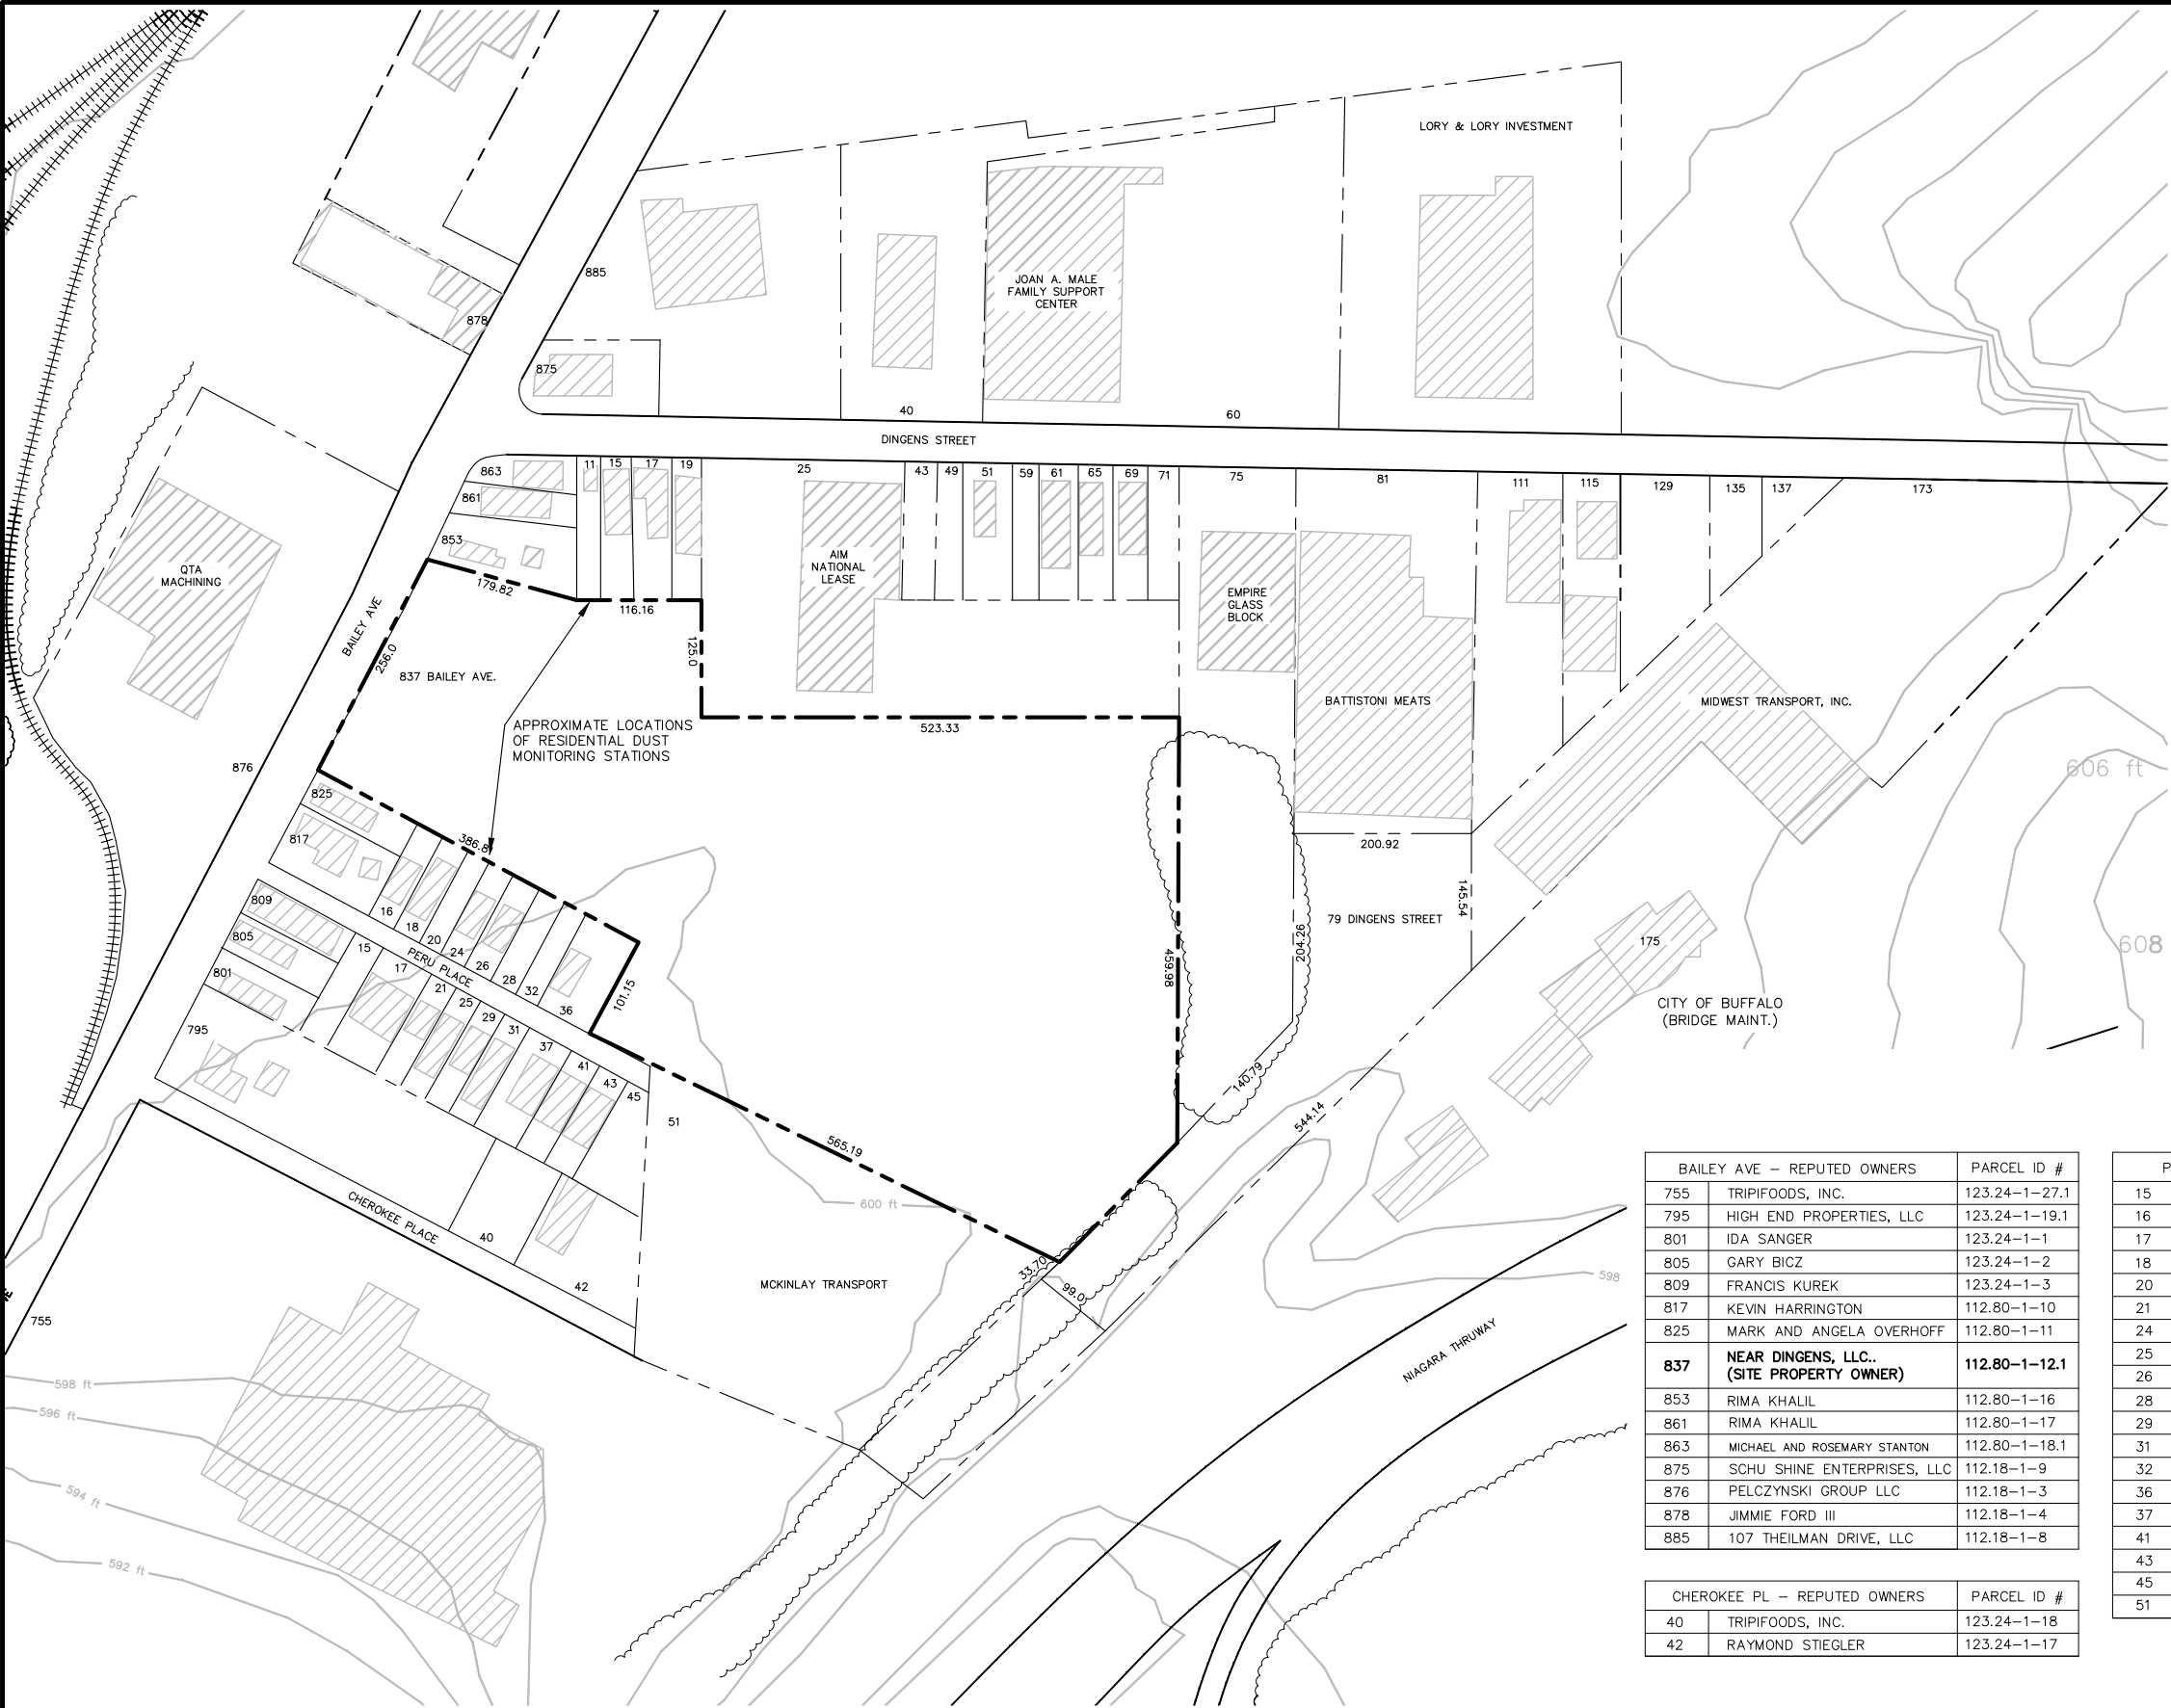 LORY & LORY INVESTMENT
885
JOAN A. MALE
FAMILY SUPPORT
CENTER
878
875
40
60
DINGENS STREET
863
11
15
17
19
25
43
49
51
59
61
65
69
71
75
81
111
115
129
135
137
173
861
853
QTA
MACHINING
AIM
NATIONAL
LEASE
EMPIRE
GLASS
BLOCK
179.82
116.16
125.0
BAILEY AVE
256.0
837 BAILEY AVE.
BATTISTONI MEATS
MIDWEST TRANSPORT, INC.
APPROXIMATE LOCATIONS
OF RESIDENTIAL DUST
MONITORING STATIONS
523.33
876
606 ft
825
817
386.81
200.92
145.54
809
16
18
20
24
26
28
32
36
PERU PLACE
101.15
79 DINGENS STREET
204.26
459.98
175
608
805
801
795
15
17
21
25
29
31
37
41
43
45
51
CITY OF BUFFALO
(BRIDGE MAINT.)
140.79
544.14
565.19
600 ft
CHEROKEE PLACE
40
42
MCKINLAY TRANSPORT
33.70
99.0
598
NIAGARA THRUWAY
755
598 ft
596 ft
594 ft
592 ft
BAILEY AVE – REPUTED OWNERS PARCEL ID #
755 TRIPIFOODS, INC. 123.24–1–27.1
795 HIGH END PROPERTIES, LLC 123.24–1–19.1
801 IDA SANGER 123.24–1–1
805 GARY BICZ 123.24–1–2
809 FRANCIS KUREK 123.24–1–3
817 KEVIN HARRINGTON 112.80–1–10
825 MARK AND ANGELA OVERHOFF 112.80–1–11
837 NEAR DINGENS, LLC.. 112.80–1–12.1
(SITE PROPERTY OWNER)
853 RIMA KHALIL 112.80–1–16
861 RIMA KHALIL 112.80–1–17
863 MICHAEL AND ROSEMARY STANTON 112.80–1–18.1
875 SCHU SHINE ENTERPRISES, LLC 112.18–1–9
876 PELCZYNSKI GROUP LLC 112.18–1–3
878 JIMMIE FORD III 112.18–1–4
885 107 THEILMAN DRIVE, LLC 112.18–1–8
CHEROKEE PL – REPUTED OWNERS PARCEL ID #
40 TRIPIFOODS, INC. 123.24–1–18
42 RAYMOND STIEGLER 123.24–1–17
P
15
16
17
18
20
21
24
25
26
28
29
31
32
36
37
41
43
45
51